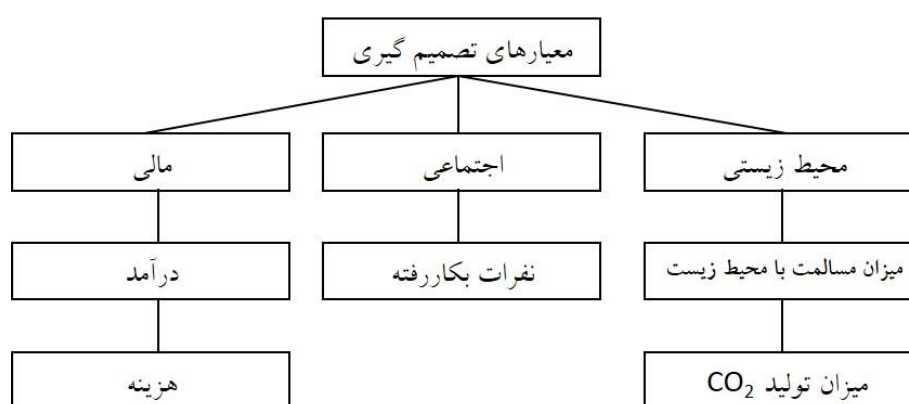 معیارهای تصمیم گیری
محیط زیستی
اجتماعی
مالی
میزان مسالمت با محیط زیست
نفرات بکاررفته
درآمد
میزان تولید CO₂
هزینه